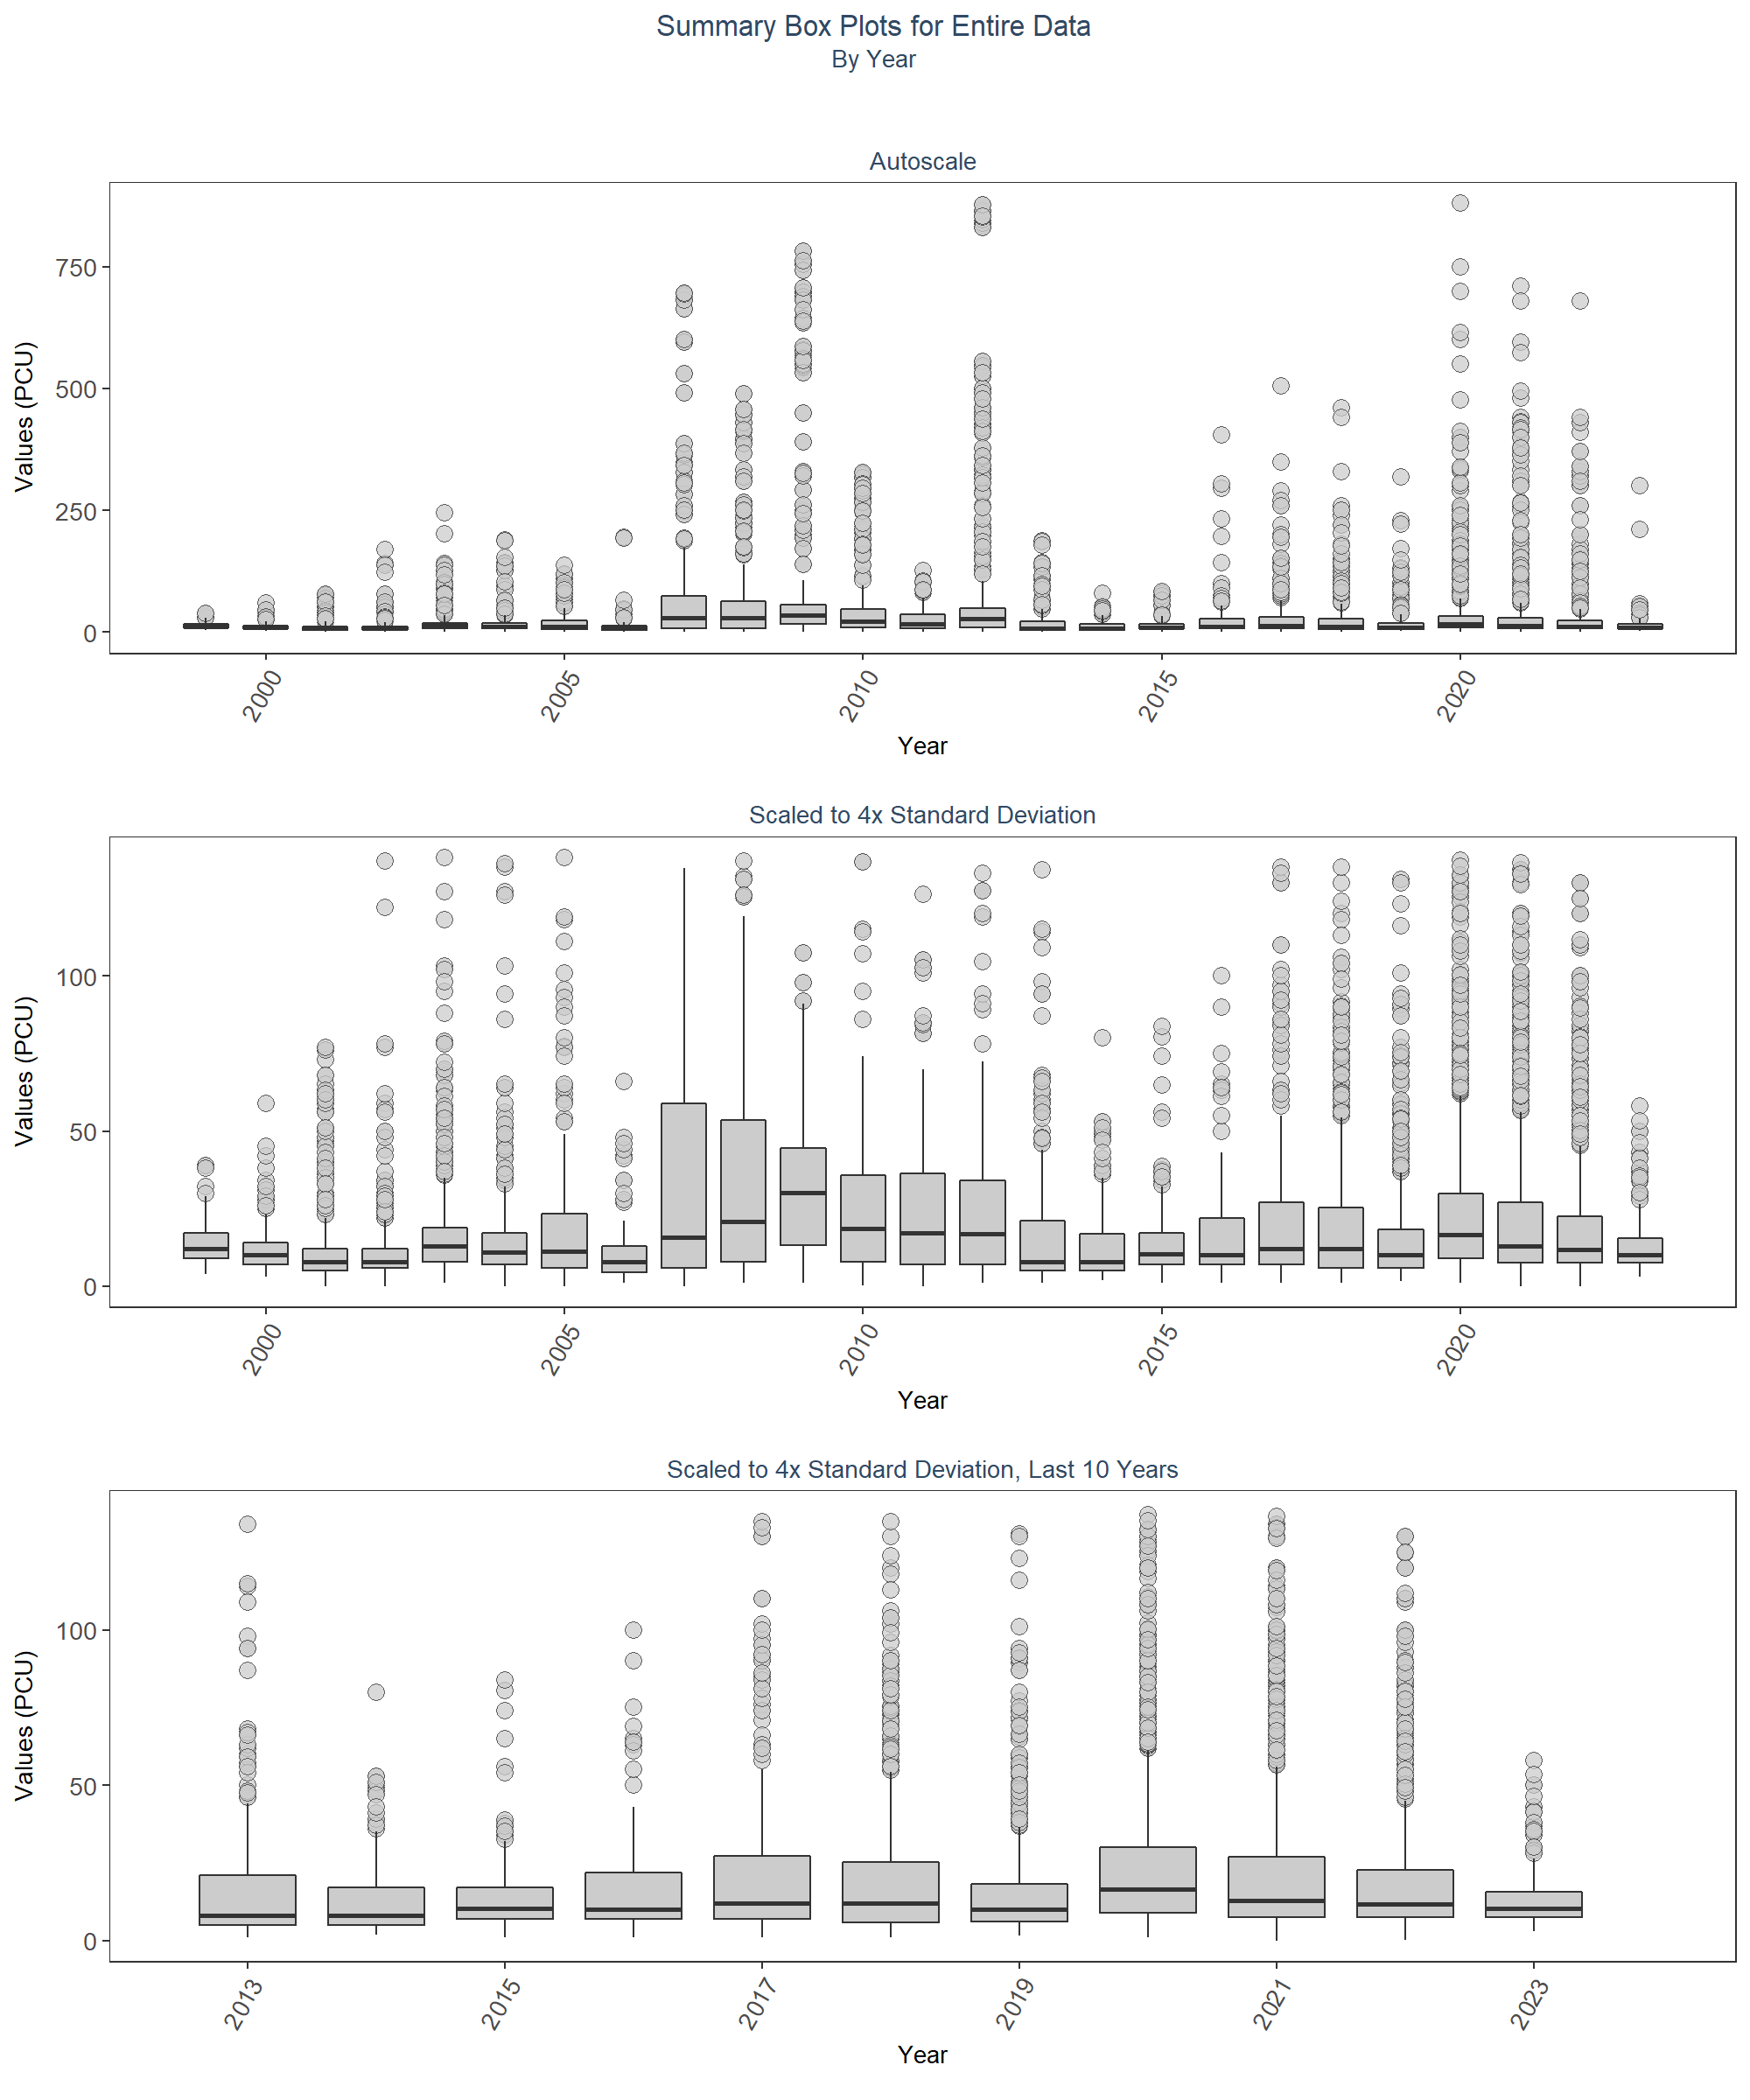 Summary Box Plots for Entire Data
By Year
Autoscale
Values (PCU)
750
500
250
0
2000
2005
2010
2015
2020
Year
Scaled to 4x Standard Deviation
Values (PCU)
100
50
0
2000
2005
2010
2015
2020
Year
Scaled to 4x Standard Deviation, Last 10 Years
Values (PCU)
100
50
0
2013
2015
2017
2019
2021
2023
Year